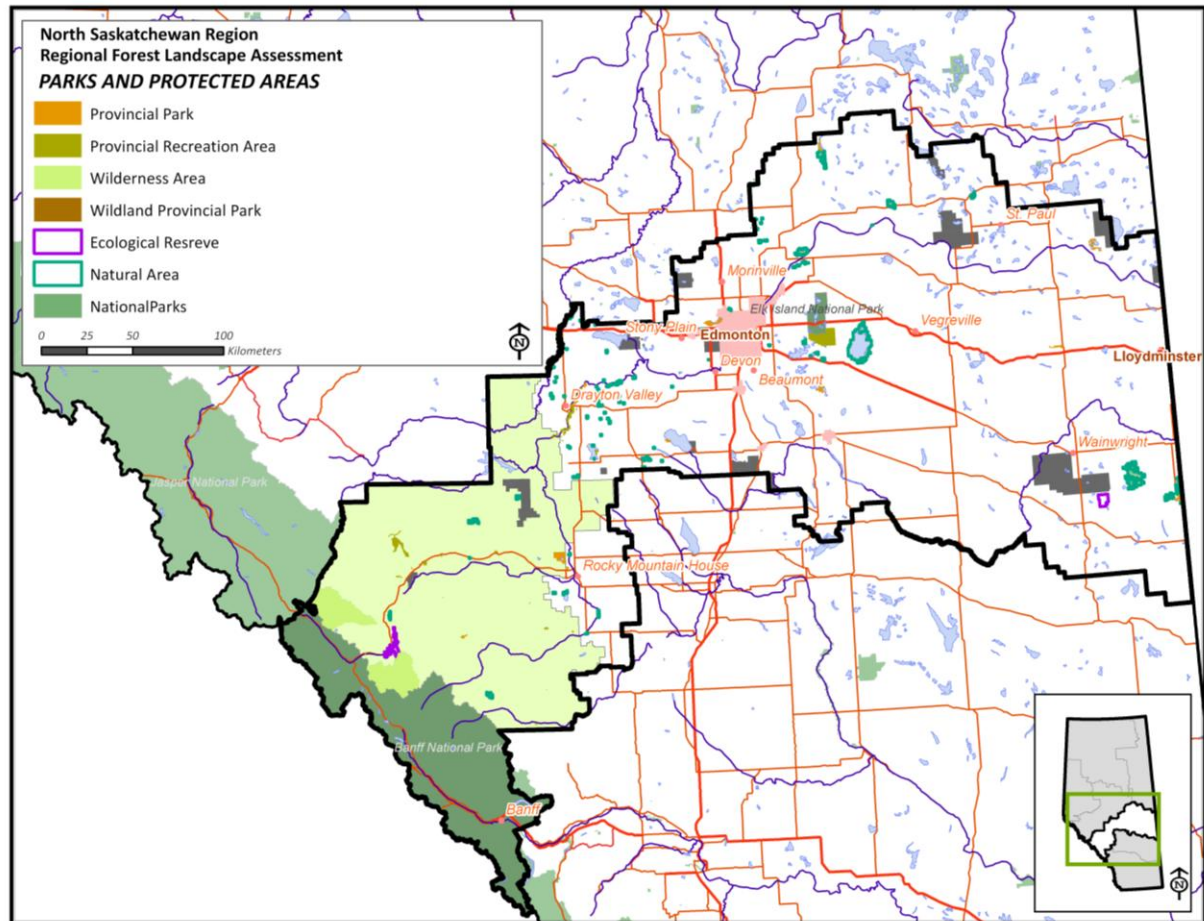 North Saskatchewan Region
Regional Forest Landscape Assessment
PARKS AND PROTECTED AREAS
Provincial Park
Provincial Recreation Area
Wilderness Area
Wildland Provincial Park
Ecological Resreve
Natural Area
NationalParks
0 25 50 100
Kilometers
N
St. Paul
Morinville
Elk Island National Park
Stony Plain
Edmonton
Vegreville
Lloydminster
Devon
Beaumont
Drayton Valley
Wainwright
Jasper National Park
Rocky Mountain House
Banff National Park
Banff
N